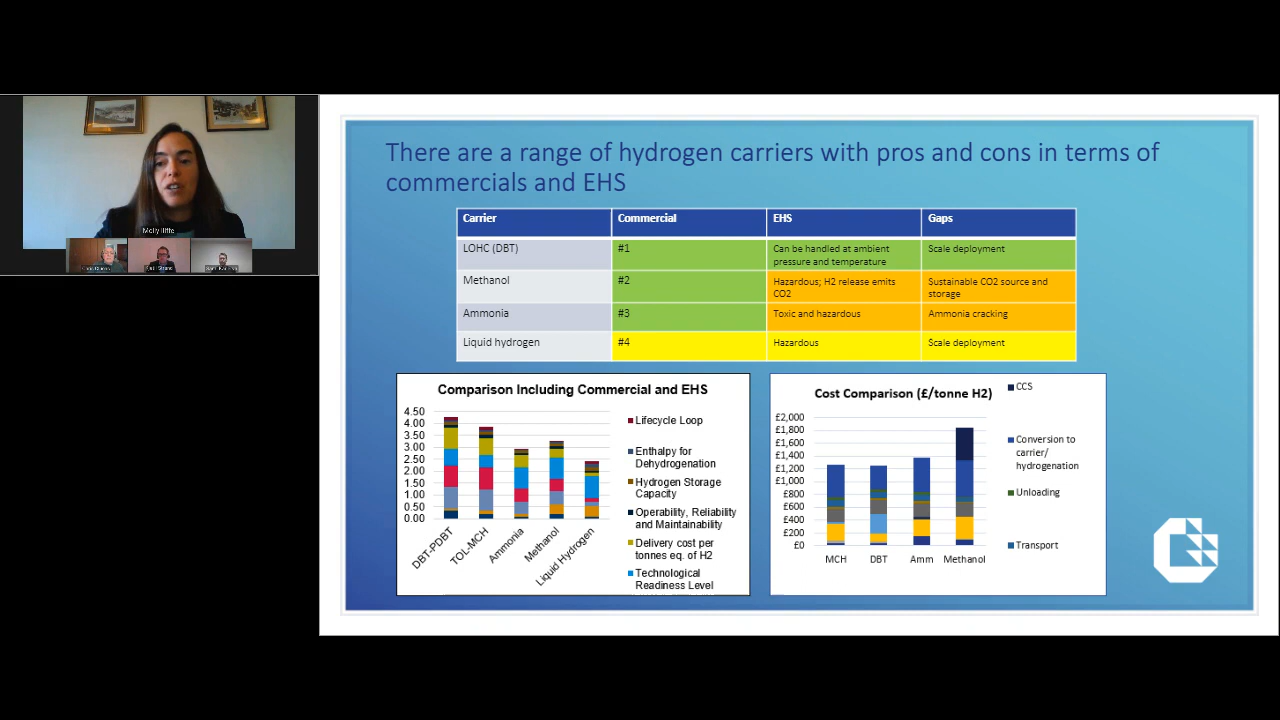 Molly Iliffe
There are a range of hydrogen carriers with pros and cons in terms of
commercials and EHS
Carrier Commercial EHS Gaps
LOHC (DBT) #1 Can be handled at ambient pressure and temperature Scale deployment
Methanol #2 Hazardous; H2 release emits CO2 Sustainable CO2 source and storage
Ammonia #3 Toxic and hazardous Ammonia cracking
Liquid hydrogen #4 Hazardous Scale deployment
Comparison Including Commercial and EHS
4.50
4.00
3.50
3.00
2.50
2.00
1.50
1.00
0.50
0.00
DBT-PDBT
TOL-MCH
Ammonia
Methanol
Liquid Hydrogen
Lifecycle Loop
Enthalpy for
Dehydrogenation
Hydrogen Storage
Capacity
Operability, Reliability
and Maintainability
Delivery cost per
tonnes eq. of H2
Technological
Readiness Level
Cost Comparison (£/tonne H2)
£2,000
£1,800
£1,600
£1,400
£1,200
£1,000
£800
£600
£400
£200
£0
MCH DBT Amm Methanol
CCS
Conversion to
carrier/
hydrogenation
Unloading
Transport